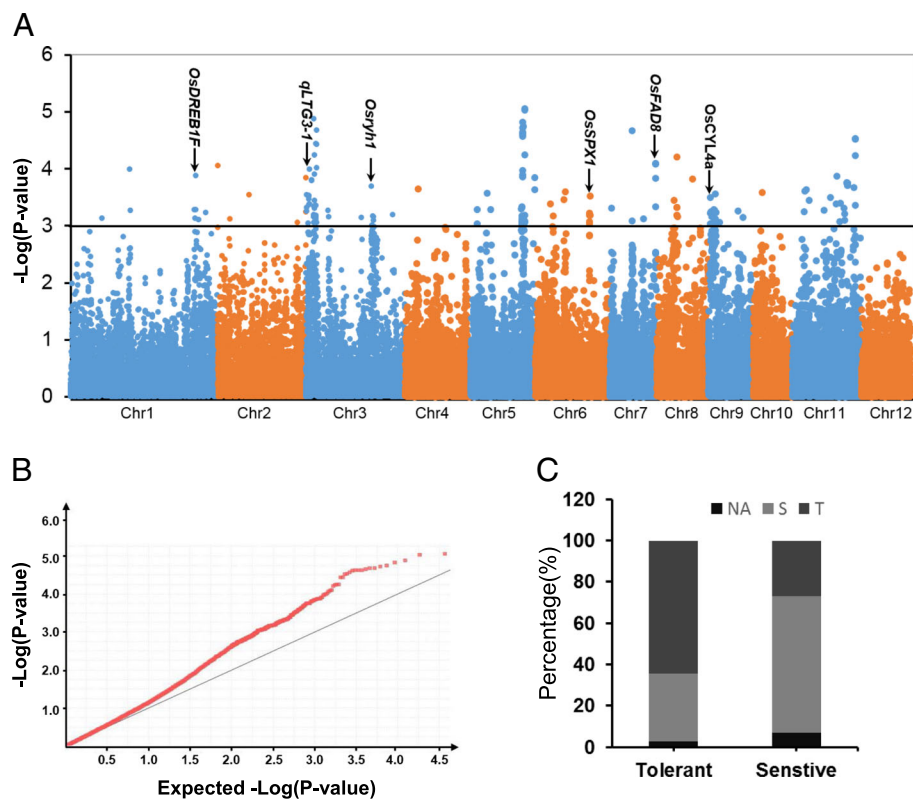 A
6
5
4
3
2
1
0
-Log(P-value)
OsDREB1F
qLTG3-1
Osryh1
OsSPX1
OsFAD8
OsCYL4a
Chr1 Chr2 Chr3 Chr4 Chr5 Chr6 Chr7 Chr8 Chr9 Chr10 Chr11 Chr12
B
6.0
5.0
4.0
3.0
2.0
1.0
-Log(P-value)
0.5 1.0 1.5 2.0 2.5 3.0 3.5 4.0 4.5
Expected -Log(P-value)
C
120
100
80
60
40
20
0
Percentage(%)
NA S T
Tolerant Senstive